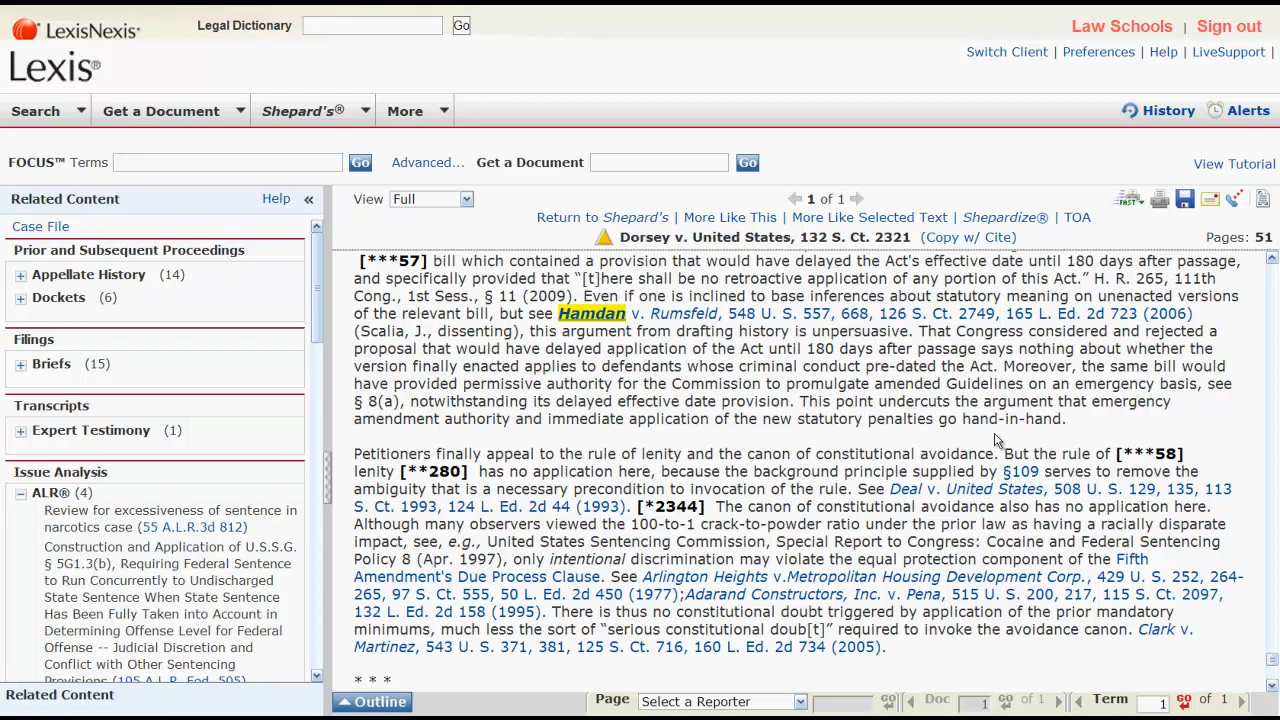 LexisNexis®
Legal Dictionary
Go
Law Schools | Sign out
Lexis®
Switch Client | Preferences | Help | LiveSupport |
Search
Get a Document
Shepard's®
More
History
Alerts
FOCUS™ Terms
Go
Advanced...
Get a Document
Go
View Tutorial
Related Content
Help
«
Case File
Prior and Subsequent Proceedings
Appellate History (14)
Dockets (6)
Filings
Briefs (15)
Transcripts
Expert Testimony (1)
Issue Analysis
ALR® (4)
Review for excessiveness of sentence in
narcotics case (55 A.L.R.3d 812)
Construction and Application of U.S.S.G.
§ 5G1.3(b), Requiring Federal
Sentence to Run Concurrently to Undischarged
State Sentence When State Sentence
Has Been Fully Taken into Account in
Determining Offense Level for Federal
Offense -- Judicial Discretion and
Conflict with Other Sentencing
Provisions (195 A.L.R. Fed. 505)
Related Content
View Full
1 of 1
Return to Shepard's | More Like This | More Like Selected Text | Shepardize® | TOA
FAST
Dorsey v. United States, 132 S. Ct. 2321 (Copy w/ Cite)
Pages: 51
[***57] bill which contained a provision that would have delayed the Act's effective date until 180 days after passage,
and specifically provided that “[t]here shall be no retroactive application of any portion of this Act.” H. R. 265, 111th
Cong., 1st Sess., § 11 (2009). Even if one is inclined to base inferences about statutory meaning on unenacted versions
of the relevant bill, but see Hamdan v. Rumsfeld, 548 U. S. 557, 668, 126 S. Ct. 2749, 165 L. Ed. 2d 723 (2006)
(Scalia, J., dissenting), this argument from drafting history is unpersuasive. That Congress considered and rejected a
proposal that would have delayed application of the Act until 180 days after passage says nothing about whether the
version finally enacted applies to defendants whose criminal conduct pre-dated the Act. Moreover, the same bill would
have provided permissive authority for the Commission to promulgate amended Guidelines on an emergency basis, see
§ 8(a), notwithstanding its delayed effective date provision. This point undercuts the argument that emergency
amendment authority and immediate application of the new statutory penalties go hand-in-hand.
Petitioners finally appeal to the rule of lenity and the canon of constitutional avoidance. But the rule of [***58]
lenity [**280] has no application here, because the background principle supplied by §109 serves to remove the
ambiguity that is a necessary precondition to invocation of the rule. See Deal v. United States, 508 U. S. 129, 135, 113
S. Ct. 1993, 124 L. Ed. 2d 44 (1993). [*2344] The canon of constitutional avoidance also has no application here.
Although many observers viewed the 100-to-1 crack-to-powder ratio under the prior law as having a racially disparate
impact, see, e.g., United States Sentencing Commission, Special Report to Congress: Cocaine and Federal Sentencing
Policy 8 (Apr. 1997), only intentional discrimination may violate the equal protection component of the Fifth
Amendment's Due Process Clause. See Arlington Heights v.Metropolitan Housing Development Corp., 429 U. S. 252, 264-
265, 97 S. Ct. 555, 50 L. Ed. 2d 450 (1977);Adarand Constructors, Inc. v. Pena, 515 U. S. 200, 217, 115 S. Ct. 2097,
132 L. Ed. 2d 158 (1995). There is thus no constitutional doubt triggered by application of the prior mandatory
minimums, much less the sort of “serious constitutional doub[t]” required to invoke the avoidance canon. Clark v.
Martinez, 543 U. S. 371, 381, 125 S. Ct. 716, 160 L. Ed. 2d 734 (2005).
* * *
Outline
Page Select a Reporter GO
Doc 1 GO of 1
Term 1 GO of 1